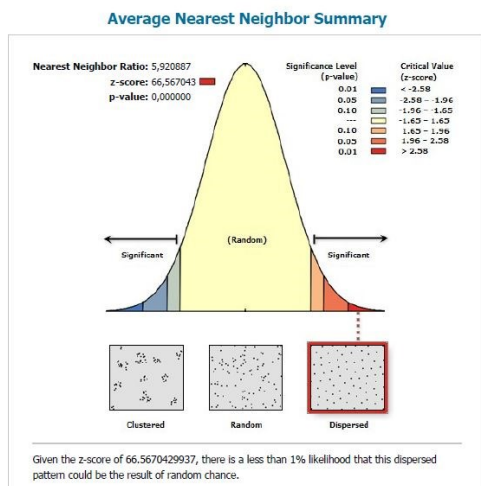 Average Nearest Neighbor Summary
Nearest Neighbor Ratio: 5,920887
z-score: 66,567043
p-value: 0,000000
Significance Level
(p-value)
Critical Value
(z-score)
0.01 < -2.58
0.05 -2.58 – -1.96
0.10 -1.96 – -1.65
--- -1.65 – 1.65
0.10 1.65 – 1.96
0.05 1.96 – 2.58
0.01 > 2.58
(Random)
Significant
Significant
Clustered
Random
Dispersed
Given the z-score of 66.5670429937, there is a less than 1% likelihood that this dispersed
pattern could be the result of random chance.